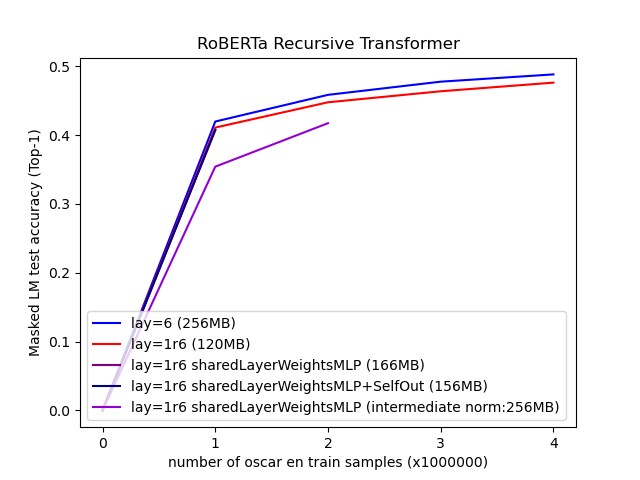 RoBERTa Recursive Transformer
Masked LM test accuracy (Top-1)
0.5
0.4
0.3
0.2
0.1
0.0
lay=6 (256MB)
lay=1r6 (120MB)
lay=1r6 sharedLayerWeightsMLP (166MB)
lay=1r6 sharedLayerWeightsMLP+SelfOut (156MB)
lay=1r6 sharedLayerWeightsMLP (intermediate norm:256MB)
0 1 2 3 4
number of oscar en train samples (x1000000)